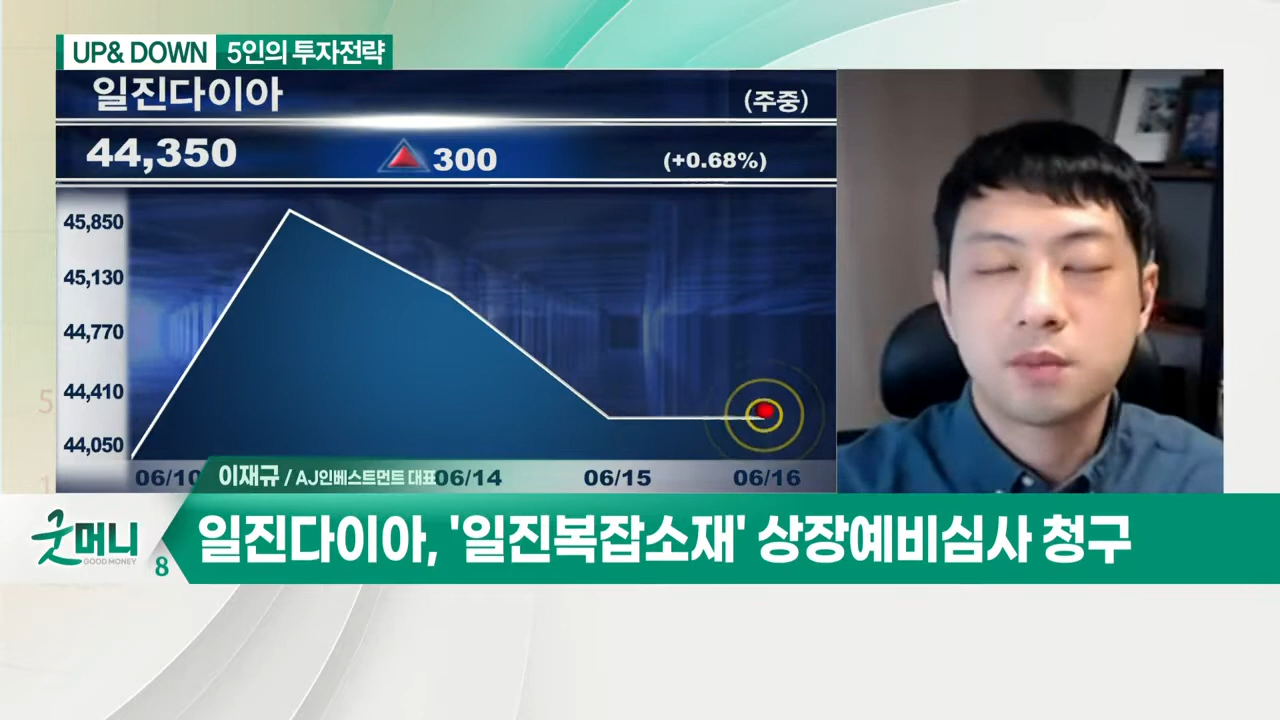 UP& DOWN 5인의 투자전략
일진다이아 (주중)
44,350 300 (+0.68%)
45,850
45,130
44,770
44,410
44,050
06/10 06/14 06/15 06/16
이재규 / AJ인베스트먼트 대표
굿머니
GOOD MONEY
8
일진다이아, '일진복잡소재' 상장예비심사 청구
5
1